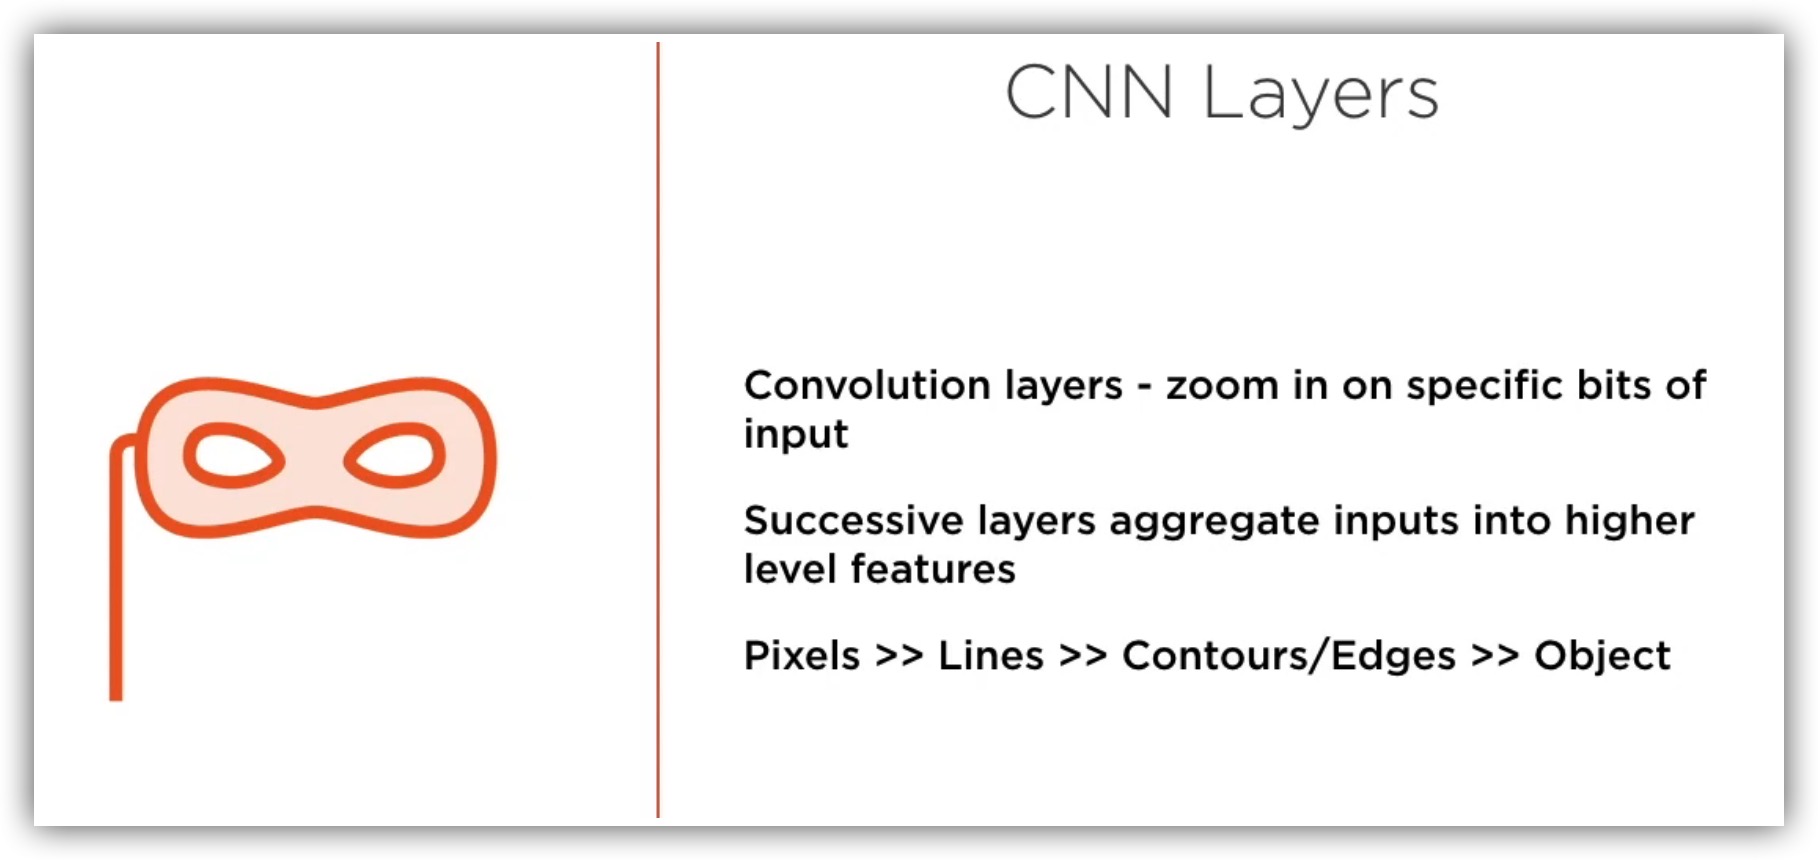 CNN Layers
Convolution layers - zoom in on specific bits of
input
Successive layers aggregate inputs into higher
level features
Pixels >> Lines >> Contours/Edges >> Object